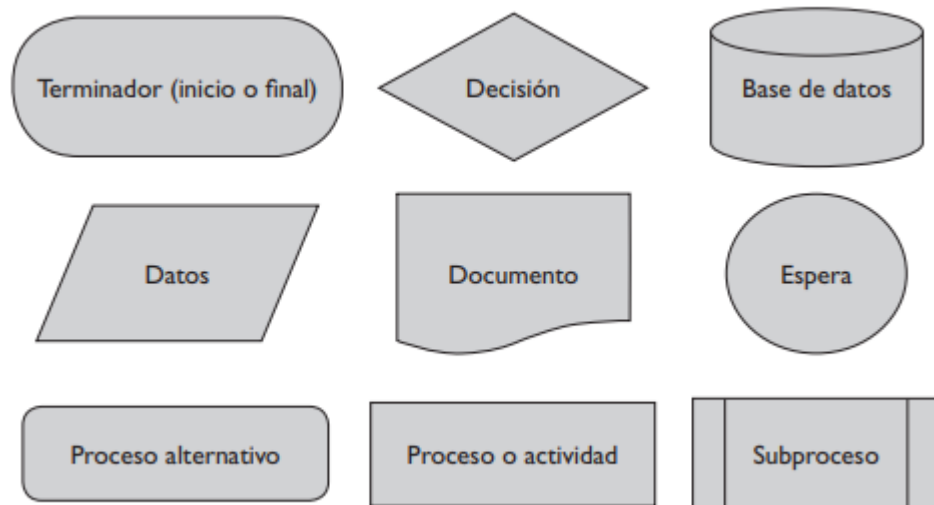 Terminador (inicio o final)
Decisión
Base de datos
Datos
Documento
Espera
Proceso alternativo
Proceso o actividad
Subproceso